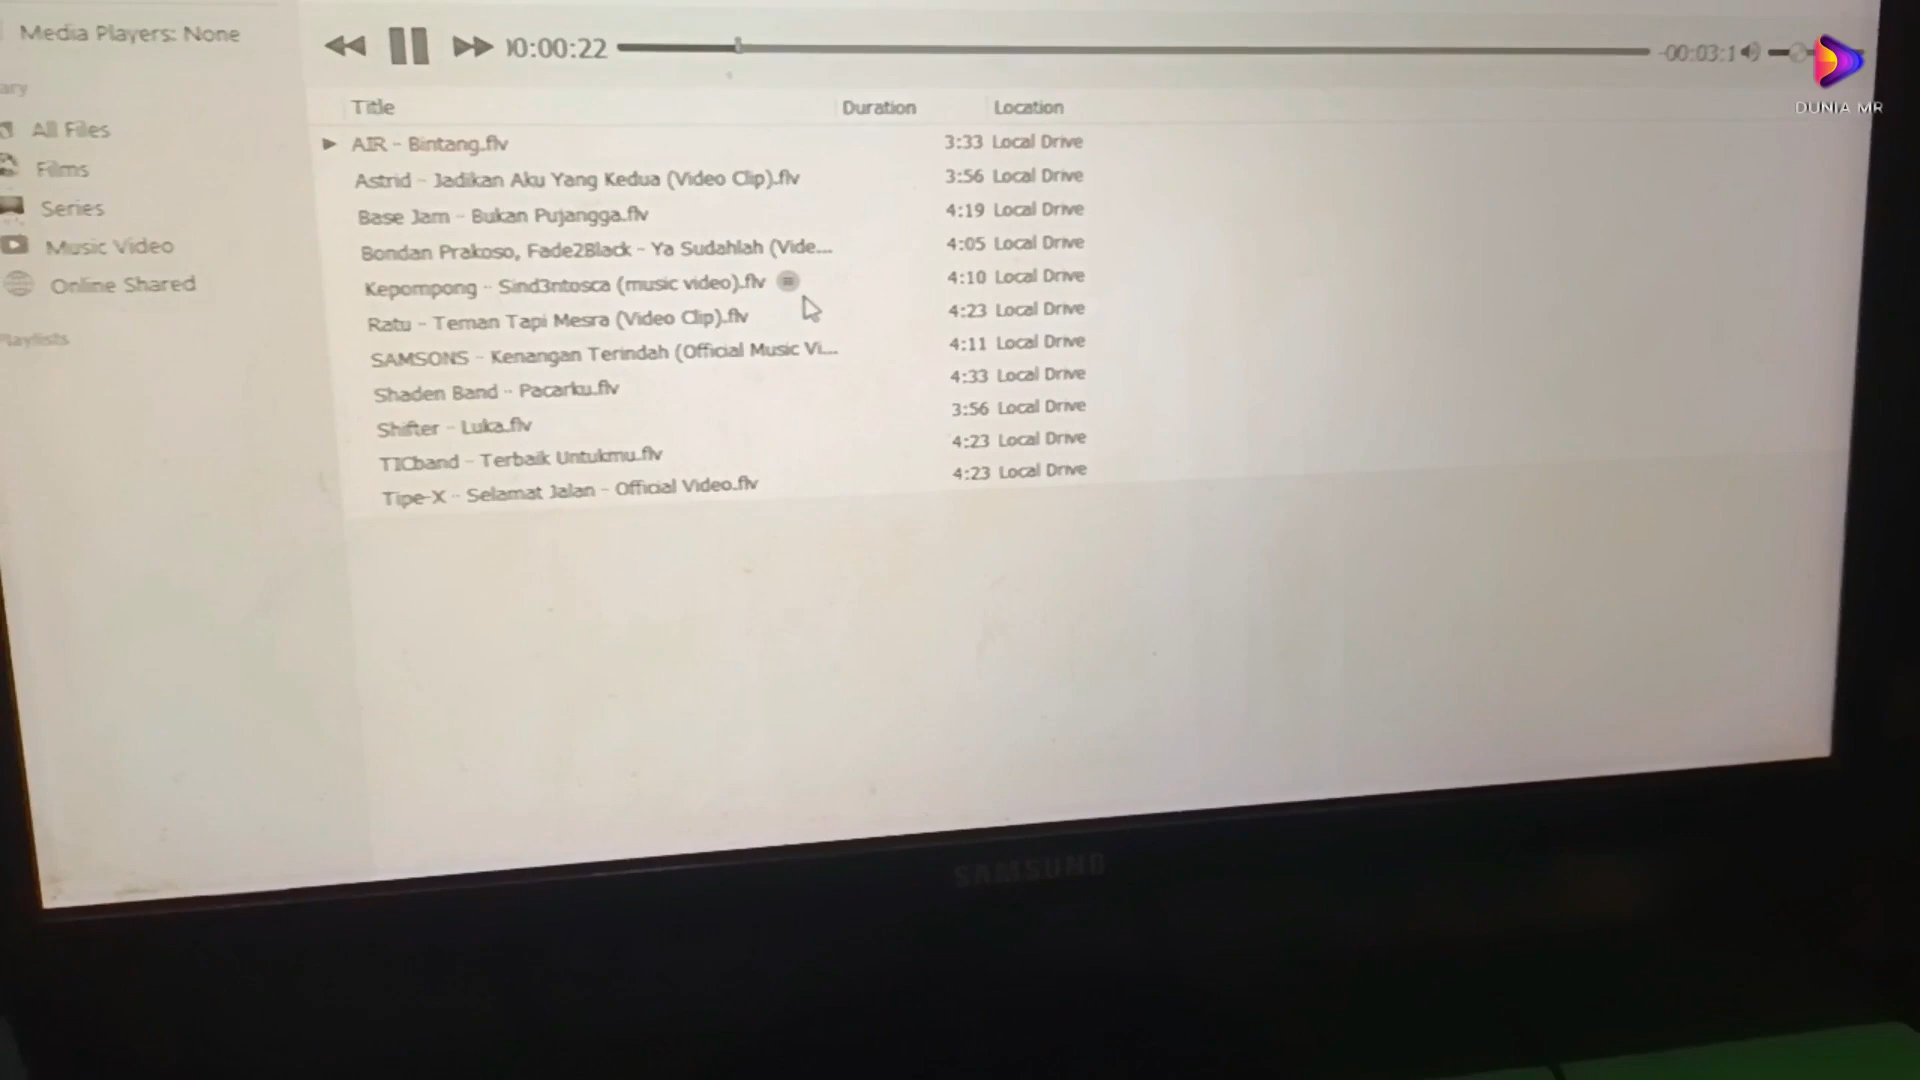 Media Players: None
00:00:22
-00:03:1
DUNIA MR
Title Duration Location
All Files
Films
Series
Music Video
Online Shared
Playlists
AIR - Bintang.flv 3:33 Local Drive
Astrid - Jadikan Aku Yang Kedua (Video Clip).flv 3:56 Local Drive
Base Jam - Bukan Pujangga.flv 4:19 Local Drive
Bondan Prakoso, Fade2Black - Ya Sudahlah (Vide... 4:05 Local Drive
Kepompong - Sind3ntosca (music video).flv 4:10 Local Drive
Ratu - Teman Tapi Mesra (Video Clip).flv 4:23 Local Drive
SAMSONS - Kenangan Terindah (Official Music Vi... 4:11 Local Drive
Shaden Band - Pacarku.flv 4:33 Local Drive
Shifter - Luka.flv 3:56 Local Drive
TICband - Terbaik Untukmu.flv 4:23 Local Drive
Tipe-X - Selamat Jalan - Official Video.flv 4:23 Local Drive
SAMSUNG